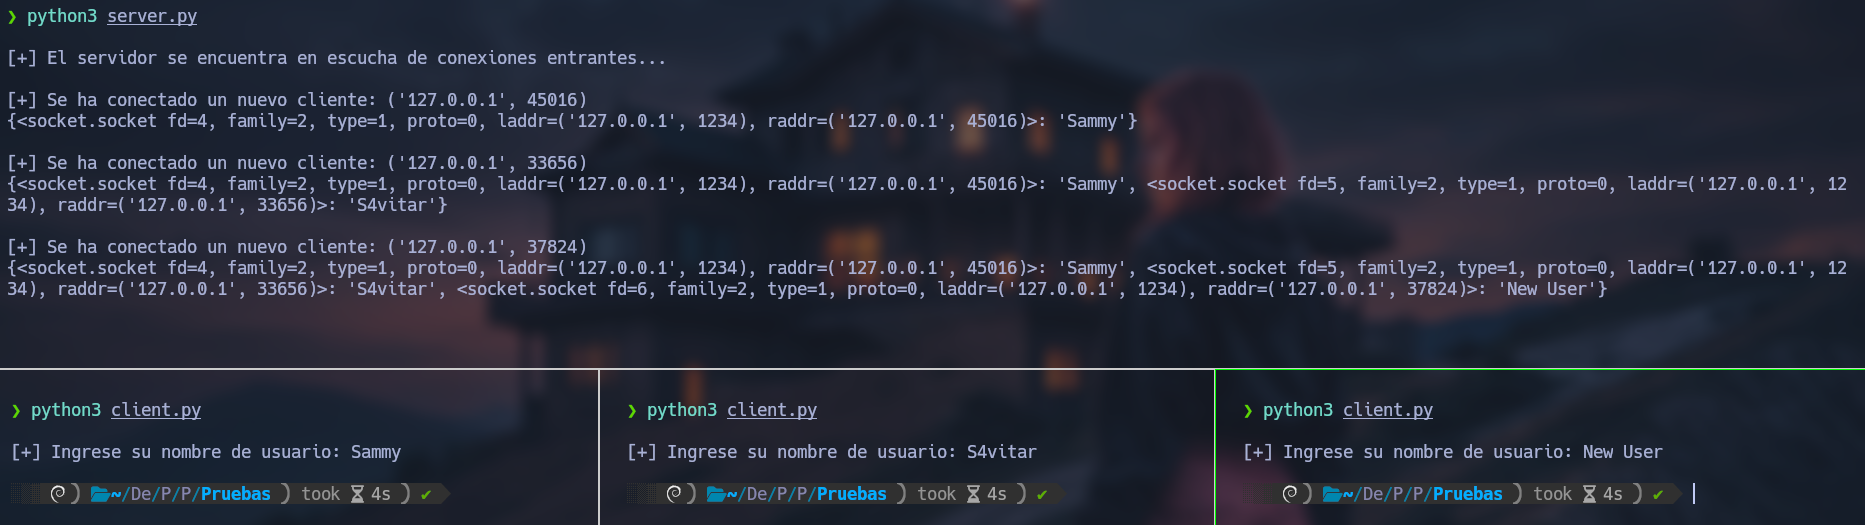 ❯ python3 server.py
[+] El servidor se encuentra en escucha de conexiones entrantes...
[+] Se ha conectado un nuevo cliente: ('127.0.0.1', 45016)
{<socket.socket fd=4, family=2, type=1, proto=0, laddr=('127.0.0.1', 1234), raddr=('127.0.0.1', 45016)>: 'Sammy'}
[+] Se ha conectado un nuevo cliente: ('127.0.0.1', 33656)
{<socket.socket fd=4, family=2, type=1, proto=0, laddr=('127.0.0.1', 1234), raddr=('127.0.0.1', 45016)>: 'Sammy', <socket.socket fd=5, family=2, type=1, proto=0, laddr=('127.0.0.1', 12
34), raddr=('127.0.0.1', 33656)>: 'S4vitar'}
[+] Se ha conectado un nuevo cliente: ('127.0.0.1', 37824)
{<socket.socket fd=4, family=2, type=1, proto=0, laddr=('127.0.0.1', 1234), raddr=('127.0.0.1', 45016)>: 'Sammy', <socket.socket fd=5, family=2, type=1, proto=0, laddr=('127.0.0.1', 12
34), raddr=('127.0.0.1', 33656)>: 'S4vitar', <socket.socket fd=6, family=2, type=1, proto=0, laddr=('127.0.0.1', 1234), raddr=('127.0.0.1', 37824)>: 'New User'}
❯ python3 client.py
[+] Ingrese su nombre de usuario: Sammy
~/De/P/P/Pruebas ) took 4s ) ✔
❯ python3 client.py
[+] Ingrese su nombre de usuario: S4vitar
~/De/P/P/Pruebas ) took 4s ) ✔
❯ python3 client.py
[+] Ingrese su nombre de usuario: New User
~/De/P/P/Pruebas ) took 4s ) ✔